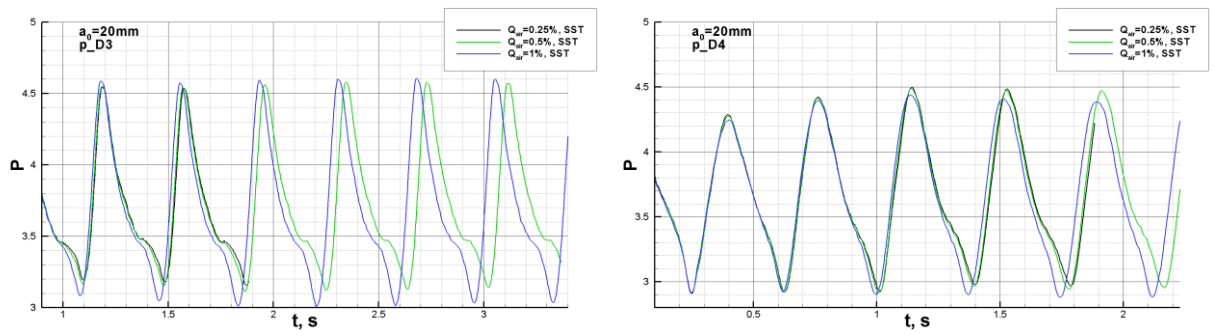 a₀=20mm
p_D3
Q_air=0.25%, SST
Q_air=0.5%, SST
Q_air=1%, SST
P
5
4.5
4
3.5
3
1
1.5
2
2.5
3
t, s
a₀=20mm
p_D4
Q_air=0.25%, SST
Q_air=0.5%, SST
Q_air=1%, SST
P
5
4.5
4
3.5
3
0.5
1
1.5
2
t, s